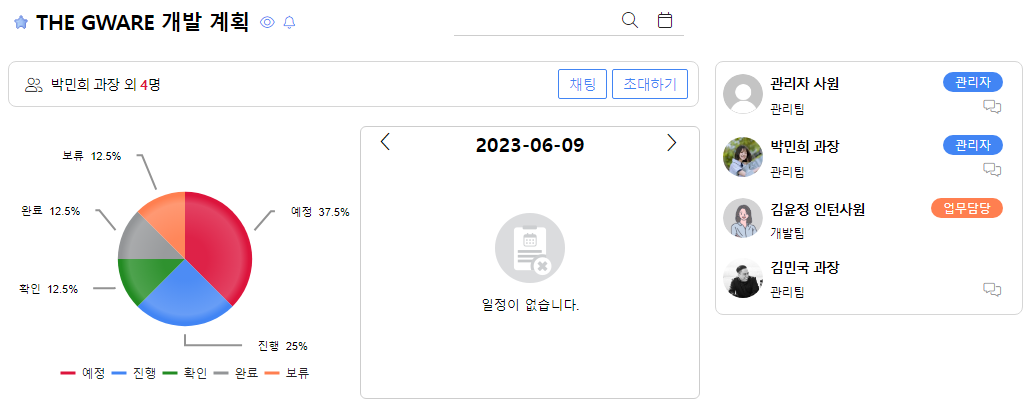 THE GWARE 개발 계획
박민희 과장 외 4명
채팅
초대하기
보류 12.5%
완료 12.5%
예정 37.5%
확인 12.5%
진행 25%
예정 진행 확인 완료 보류
2023-06-09
일정이 없습니다.
관리자 사원
관리자
관리팀
박민희 과장
관리자
관리팀
김윤정 인턴사원
업무담당
개발팀
김민국 과장
관리팀